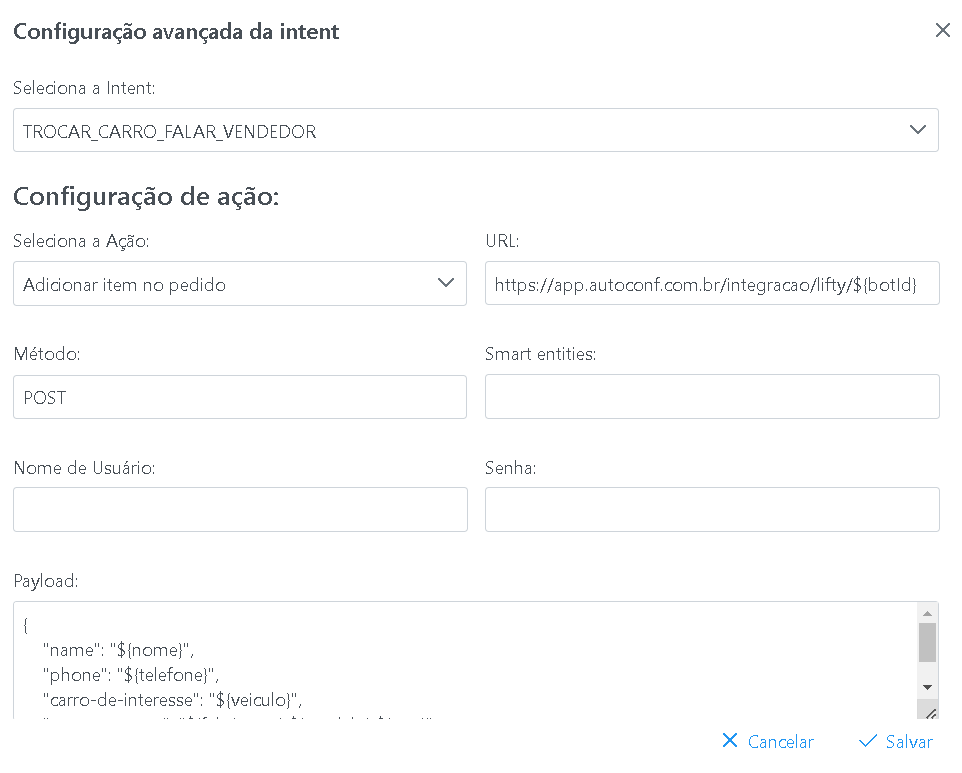 Configuração avançada da intent
Seleciona a Intent:
TROCAR_CARRO_FALAR_VENDEDOR
Configuração de ação:
Seleciona a Ação:
URL:
Adicionar item no pedido
https://app.autoconf.com.br/integracao/lifty/${botId}
Método:
Smart entities:
POST
Nome de Usuário:
Senha:
Payload:
{
"name": "${nome}",
"phone": "${telefone}",
"carro-de-interesse": "${veiculo}",
Cancelar
Salvar